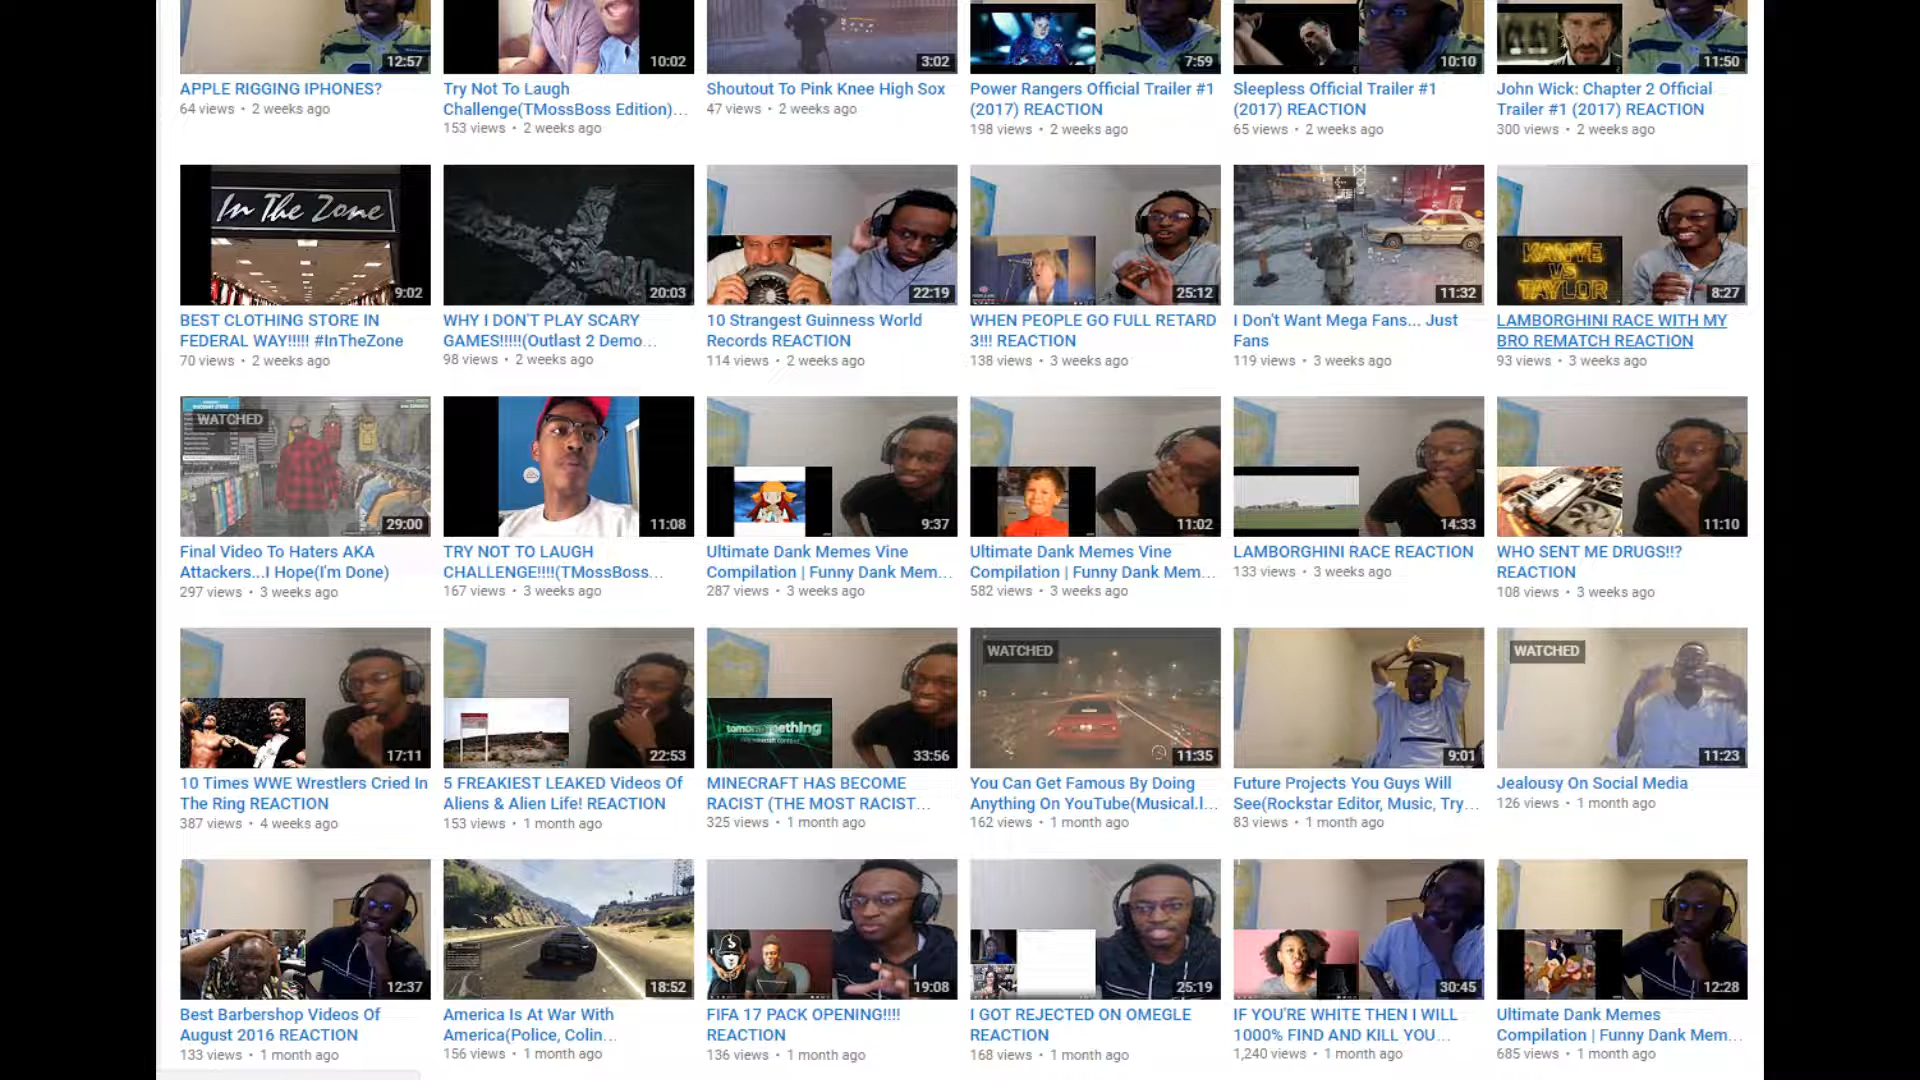 12:57
10:02
3:02
7:59
10:10
11:50
APPLE RIGGING IPHONES?
64 views • 2 weeks ago
Try Not To Laugh
Challenge(TMossBoss Edition)...
153 views • 2 weeks ago
Shoutout To Pink Knee High Sox
47 views • 2 weeks ago
Power Rangers Official Trailer #1
(2017) REACTION
198 views • 2 weeks ago
Sleepless Official Trailer #1
(2017) REACTION
65 views • 2 weeks ago
John Wick: Chapter 2 Official
Trailer #1 (2017) REACTION
300 views • 2 weeks ago
In The Zone
9:02
20:03
22:19
25:12
11:32
KANYE
VS
TAYLOR
8:27
BEST CLOTHING STORE IN
FEDERAL WAY!!!!! #InTheZone
70 views • 2 weeks ago
WHY I DON'T PLAY SCARY
GAMES!!!!!(Outlast 2 Demo...
98 views • 2 weeks ago
10 Strangest Guinness World
Records REACTION
114 views • 2 weeks ago
WHEN PEOPLE GO FULL RETARD
3!!! REACTION
138 views • 3 weeks ago
I Don't Want Mega Fans... Just
Fans
119 views • 3 weeks ago
LAMBORGHINI RACE WITH MY
BRO REMATCH REACTION
93 views • 3 weeks ago
WATCHED
29:00
11:08
9:37
11:02
14:33
11:10
Final Video To Haters AKA
Attackers...I Hope(I'm Done)
297 views • 3 weeks ago
TRY NOT TO LAUGH
CHALLENGE!!!!(TMossBoss...
167 views • 3 weeks ago
Ultimate Dank Memes Vine
Compilation | Funny Dank Mem...
287 views • 3 weeks ago
Ultimate Dank Memes Vine
Compilation | Funny Dank Mem...
582 views • 3 weeks ago
LAMBORGHINI RACE REACTION
133 views • 3 weeks ago
WHO SENT ME DRUGS!!?
REACTION
108 views • 3 weeks ago
17:11
22:53
33:56
WATCHED
11:35
9:01
WATCHED
11:23
10 Times WWE Wrestlers Cried In
The Ring REACTION
387 views • 4 weeks ago
5 FREAKIEST LEAKED Videos Of
Aliens & Alien Life! REACTION
153 views • 1 month ago
MINECRAFT HAS BECOME
RACIST (THE MOST RACIST...
325 views • 1 month ago
You Can Get Famous By Doing
Anything On YouTube(Musical.l...
162 views • 1 month ago
Future Projects You Guys Will
See(Rockstar Editor, Music, Try...
83 views • 1 month ago
Jealousy On Social Media
126 views • 1 month ago
12:37
18:52
19:08
25:19
30:45
12:28
Best Barbershop Videos Of
August 2016 REACTION
133 views • 1 month ago
America Is At War With
America(Police, Colin...
156 views • 1 month ago
FIFA 17 PACK OPENING!!!!
REACTION
136 views • 1 month ago
I GOT REJECTED ON OMEGLE
REACTION
168 views • 1 month ago
IF YOU'RE WHITE THEN I WILL
1000% FIND AND KILL YOU...
1,240 views • 1 month ago
Ultimate Dank Memes
Compilation | Funny Dank Mem...
685 views • 1 month ago